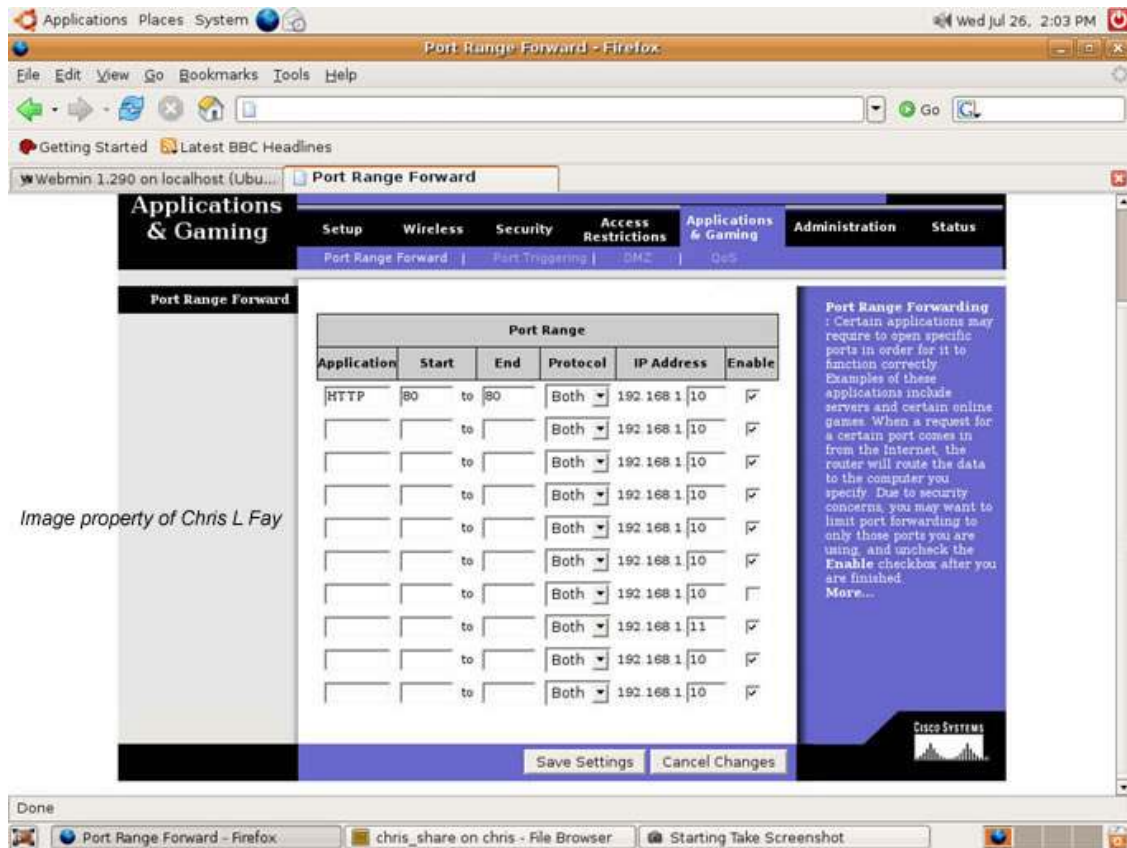 Applications Places System
Wed Jul 26, 2:03 PM
Port Range Forward - Firefox
File Edit View Go Bookmarks Tools Help
Go
Getting Started Latest BBC Headlines
Webmin 1.290 on localhost (Ubu... Port Range Forward
Applications & Gaming
Setup Wireless Security Access Restrictions Applications & Gaming Administration Status
Port Range Forward | Port Triggering | DMZ | QoS
Port Range Forward
Port Range
Application Start End Protocol IP Address Enable
HTTP 80 to 80 Both 192.168.1.10
to Both 192.168.1.10
to Both 192.168.1.10
to Both 192.168.1.10
to Both 192.168.1.10
to Both 192.168.1.10
to Both 192.168.1.10
to Both 192.168.1.11
to Both 192.168.1.10
to Both 192.168.1.10
Image property of Chris L Fay
Port Range Forwarding
: Certain applications may
require to open specific
ports in order for it to
function correctly.
Examples of these
applications include
servers and certain online
games. When a request for
a certain port comes in
from the Internet, the
router will route the data
to the computer you
specify. Due to security
concerns, you may want to
limit port forwarding to
only those ports you are
using, and uncheck the
Enable checkbox after you
are finished.
More...
CISCO SYSTEMS
Save Settings Cancel Changes
Done
Port Range Forward - Firefox chris_share on chris - File Browser Starting Take Screenshot